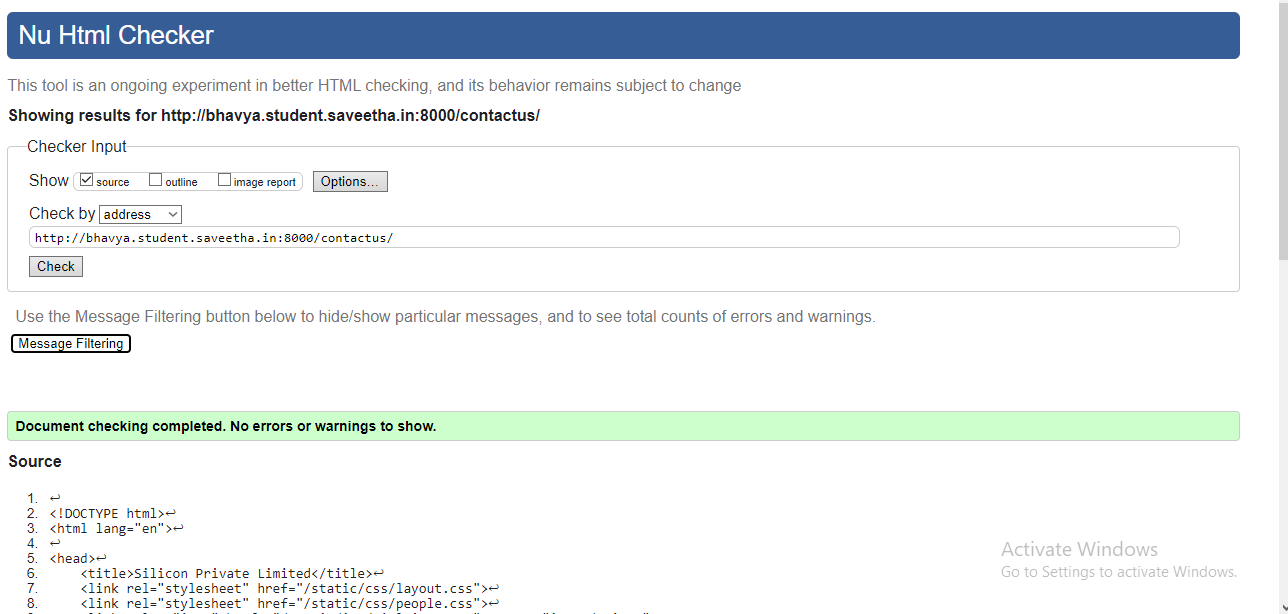 Nu Html Checker
This tool is an ongoing experiment in better HTML checking, and its behavior remains subject to change
Showing results for http://bhavya.student.saveetha.in:8000/contactus/
Checker Input
Show source outline image report Options...
Check by address
http://bhavya.student.saveetha.in:8000/contactus/
Check
Use the Message Filtering button below to hide/show particular messages, and to see total counts of errors and warnings.
Message Filtering
Document checking completed. No errors or warnings to show.
Source
1. ↩
2. <!DOCTYPE html>↩
3. <html lang="en">↩
4. ↩
5. <head>↩
6. <title>Silicon Private Limited</title>↩
7. <link rel="stylesheet" href="/static/css/layout.css">↩
8. <link rel="stylesheet" href="/static/css/people.css">↩
Activate Windows
Go to Settings to activate Windows.